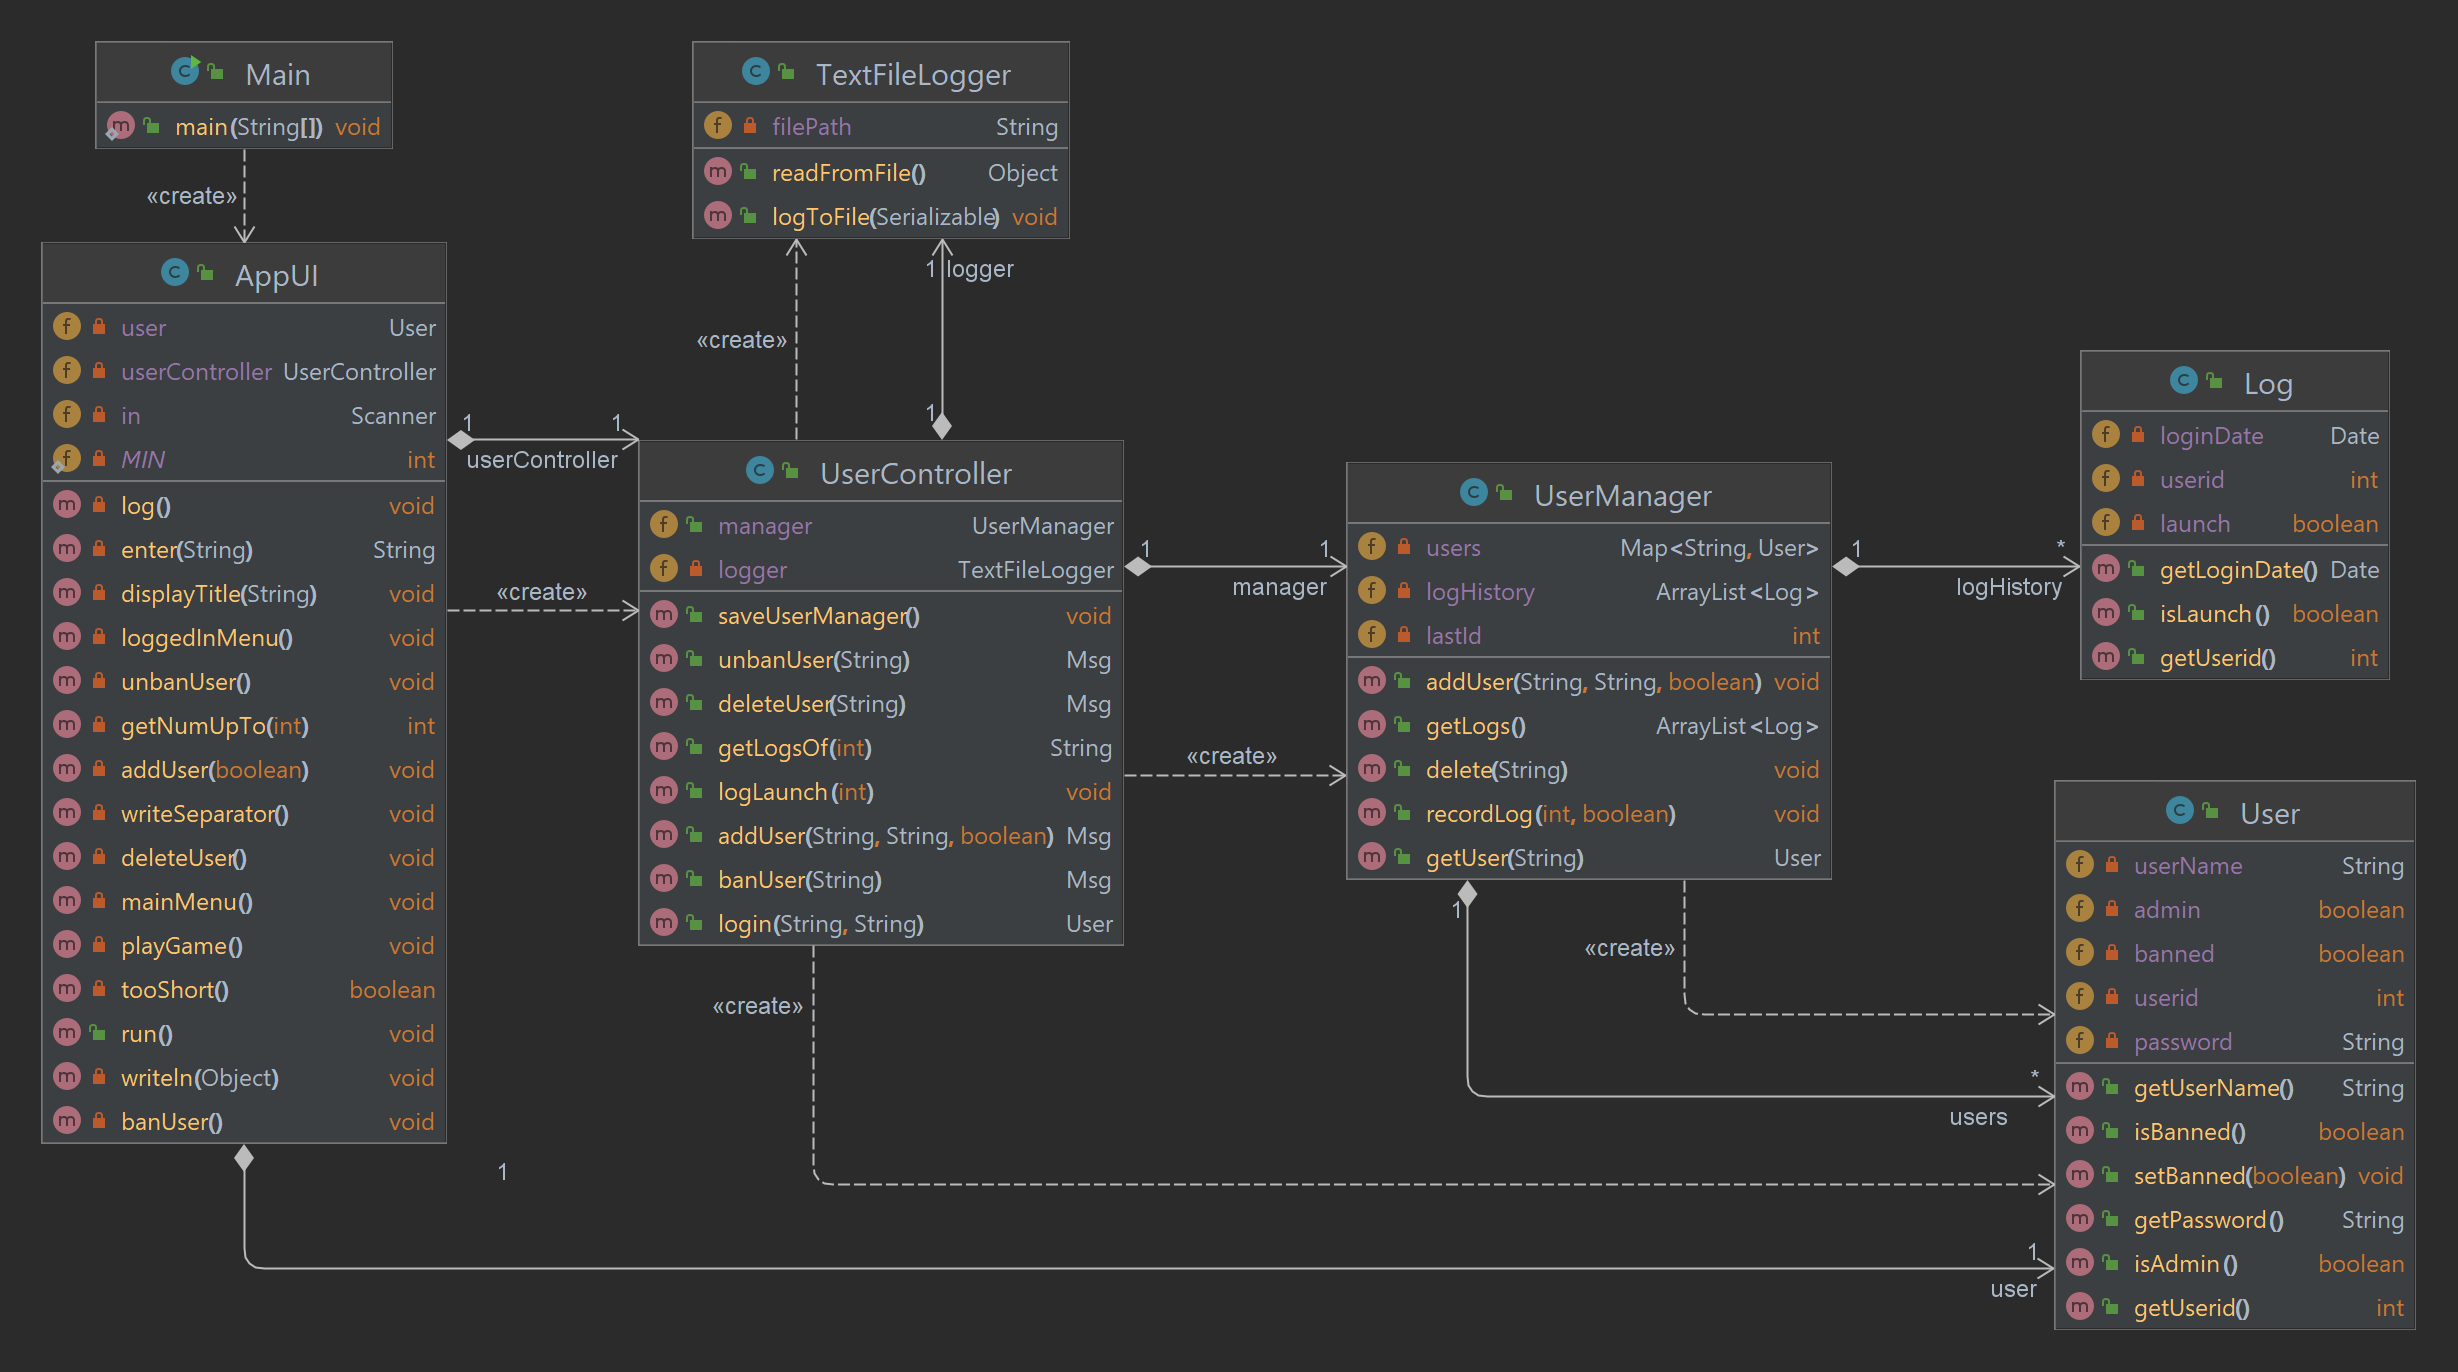 Main
main(String[]) void
«create»
AppUI
user User
userController UserController
in Scanner
MIN int
log() void
enter(String) String
displayTitle(String) void
loggedInMenu() void
unbanUser() void
getNumUpTo(int) int
addUser(boolean) void
writeSeparator() void
deleteUser() void
mainMenu() void
playGame() void
tooShort() boolean
run() void
writeln(Object) void
banUser() void
TextFileLogger
filePath String
readFromFile() Object
logToFile(Serializable) void
1 logger
«create»
1
1 1
userController
«create»
UserController
manager UserManager
logger TextFileLogger
saveUserManager() void
unbanUser(String) Msg
deleteUser(String) Msg
getLogsOf(int) String
logLaunch(int) void
addUser(String, String, boolean) Msg
banUser(String) Msg
login(String, String) User
«create»
1 1
manager
«create»
UserManager
users Map<String, User>
logHistory ArrayList<Log>
lastId int
addUser(String, String, boolean) void
getLogs() ArrayList<Log>
delete(String) void
recordLog(int, boolean) void
getUser(String) User
1 *
logHistory
Log
loginDate Date
userid int
launch boolean
getLoginDate() Date
isLaunch() boolean
getUserid() int
1
«create»
*
users
User
userName String
admin boolean
banned boolean
userid int
password String
getUserName() String
isBanned() boolean
setBanned(boolean) void
getPassword() String
isAdmin() boolean
getUserid() int
1
1
user